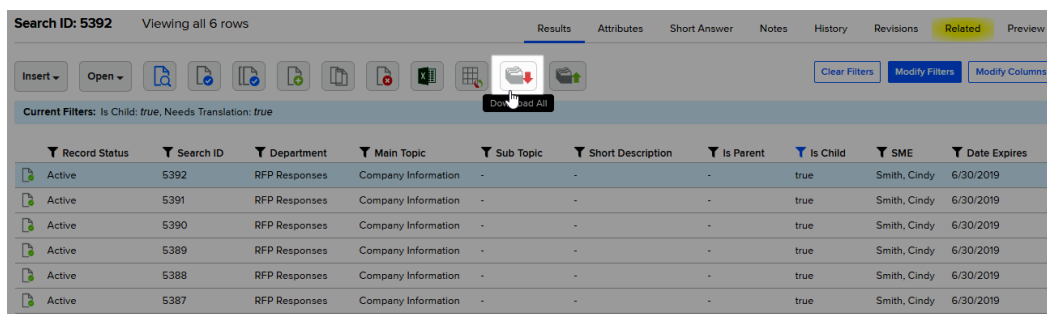 Search ID: 5392 Viewing all 6 rows
Results Attributes Short Answer Notes History Revisions Related Preview
Insert Open Clear Filters Modify Filters Modify Columns
Download All
Current Filters: Is Child: true, Needs Translation: true
Record Status Search ID Department Main Topic Sub Topic Short Description Is Parent Is Child SME Date Expires
Active 5392 RFP Responses Company Information - - - true Smith, Cindy 6/30/2019
Active 5391 RFP Responses Company Information - - - true Smith, Cindy 6/30/2019
Active 5390 RFP Responses Company Information - - - true Smith, Cindy 6/30/2019
Active 5389 RFP Responses Company Information - - - true Smith, Cindy 6/30/2019
Active 5388 RFP Responses Company Information - - - true Smith, Cindy 6/30/2019
Active 5387 RFP Responses Company Information - - - true Smith, Cindy 6/30/2019